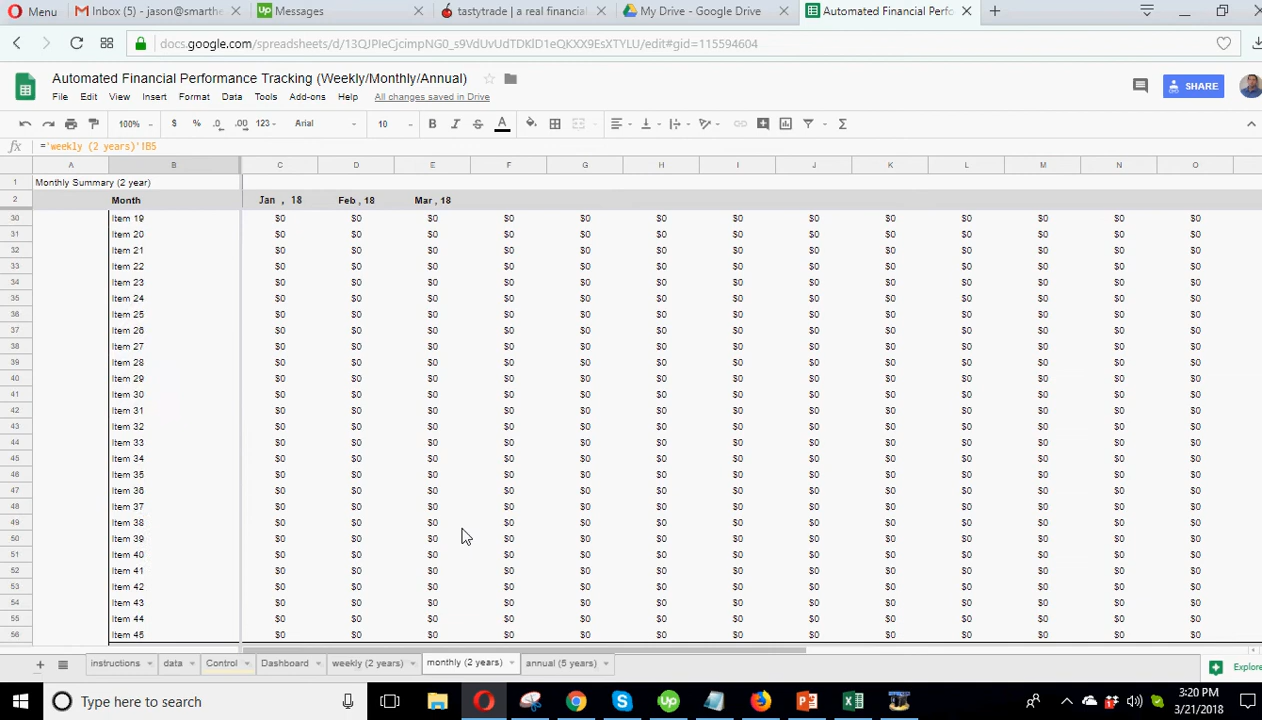 Menu Inbox (5) - jason@smarthe Messages tastytrade | a real financial My Drive - Google Drive Automated Financial Perfo
docs.google.com/spreadsheets/d/13QJPIeCjcimpNG0_s9VdUvUdTDKlD1eQKXX9EsXTYLU/edit#gid=115594604
Automated Financial Performance Tracking (Weekly/Monthly/Annual)
File Edit View Insert Format Data Tools Add-ons Help All changes saved in Drive
SHARE
100% $ % .0 .00 123 Arial 10 B I S A Σ
fx ='weekly (2 years)'!B5
A B C D E F G H I J K L M N O
1 Monthly Summary (2 year)
2 Month Jan , 18 Feb , 18 Mar , 18
30 Item 19 $0 $0 $0 $0 $0 $0 $0 $0 $0 $0 $0 $0 $0
31 Item 20 $0 $0 $0 $0 $0 $0 $0 $0 $0 $0 $0 $0 $0
32 Item 21 $0 $0 $0 $0 $0 $0 $0 $0 $0 $0 $0 $0 $0
33 Item 22 $0 $0 $0 $0 $0 $0 $0 $0 $0 $0 $0 $0 $0
34 Item 23 $0 $0 $0 $0 $0 $0 $0 $0 $0 $0 $0 $0 $0
35 Item 24 $0 $0 $0 $0 $0 $0 $0 $0 $0 $0 $0 $0 $0
36 Item 25 $0 $0 $0 $0 $0 $0 $0 $0 $0 $0 $0 $0 $0
37 Item 26 $0 $0 $0 $0 $0 $0 $0 $0 $0 $0 $0 $0 $0
38 Item 27 $0 $0 $0 $0 $0 $0 $0 $0 $0 $0 $0 $0 $0
39 Item 28 $0 $0 $0 $0 $0 $0 $0 $0 $0 $0 $0 $0 $0
40 Item 29 $0 $0 $0 $0 $0 $0 $0 $0 $0 $0 $0 $0 $0
41 Item 30 $0 $0 $0 $0 $0 $0 $0 $0 $0 $0 $0 $0 $0
42 Item 31 $0 $0 $0 $0 $0 $0 $0 $0 $0 $0 $0 $0 $0
43 Item 32 $0 $0 $0 $0 $0 $0 $0 $0 $0 $0 $0 $0 $0
44 Item 33 $0 $0 $0 $0 $0 $0 $0 $0 $0 $0 $0 $0 $0
45 Item 34 $0 $0 $0 $0 $0 $0 $0 $0 $0 $0 $0 $0 $0
46 Item 35 $0 $0 $0 $0 $0 $0 $0 $0 $0 $0 $0 $0 $0
47 Item 36 $0 $0 $0 $0 $0 $0 $0 $0 $0 $0 $0 $0 $0
48 Item 37 $0 $0 $0 $0 $0 $0 $0 $0 $0 $0 $0 $0 $0
49 Item 38 $0 $0 $0 $0 $0 $0 $0 $0 $0 $0 $0 $0 $0
50 Item 39 $0 $0 $0 $0 $0 $0 $0 $0 $0 $0 $0 $0 $0
51 Item 40 $0 $0 $0 $0 $0 $0 $0 $0 $0 $0 $0 $0 $0
52 Item 41 $0 $0 $0 $0 $0 $0 $0 $0 $0 $0 $0 $0 $0
53 Item 42 $0 $0 $0 $0 $0 $0 $0 $0 $0 $0 $0 $0 $0
54 Item 43 $0 $0 $0 $0 $0 $0 $0 $0 $0 $0 $0 $0 $0
55 Item 44 $0 $0 $0 $0 $0 $0 $0 $0 $0 $0 $0 $0 $0
56 Item 45 $0 $0 $0 $0 $0 $0 $0 $0 $0 $0 $0 $0 $0
instructions data Control Dashboard weekly (2 years) monthly (2 years) annual (5 years) Explore
Type here to search
3:20 PM
3/21/2018